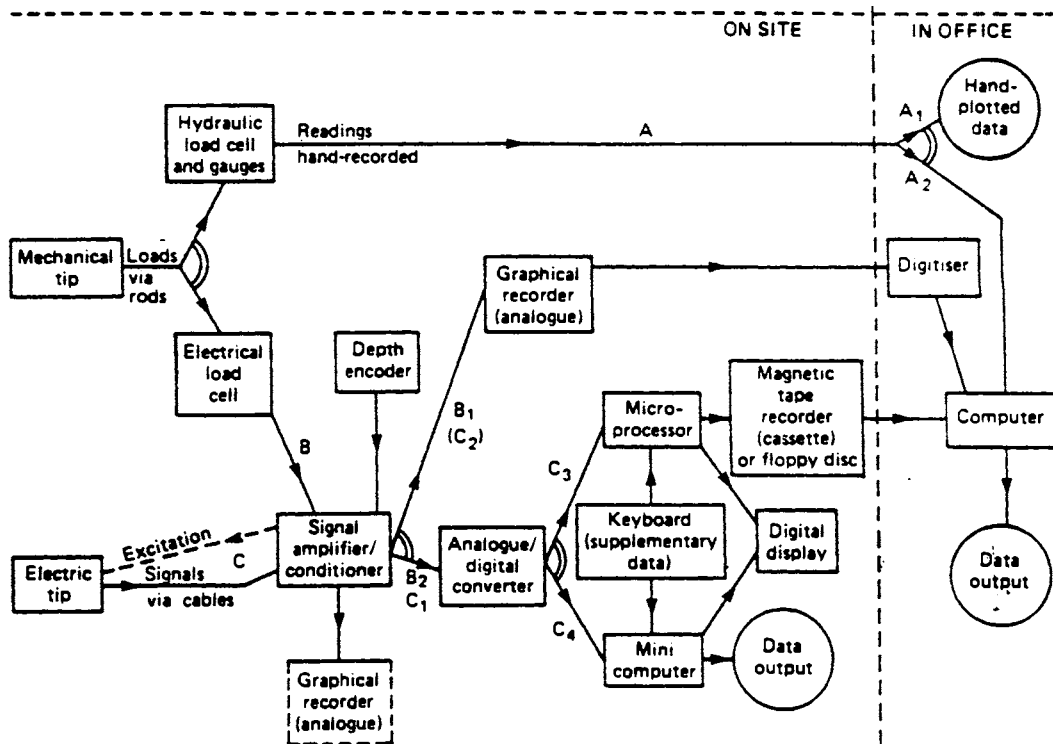 ON SITE
IN OFFICE
Hydraulic
load cell
and gauges
Readings
hand-recorded
A
A1
A2
Hand-
plotted
data
Mechanical
tip
Loads
via
rods
Graphical
recorder
(analogue)
Digitiser
Electrical
load
cell
Depth
encoder
B
B1
(C2)
Micro-
processor
Magnetic
tape
recorder
(cassette)
or floppy disc
Computer
C3
Excitation
C
Electric
tip
Signals
via cables
Signal
amplifier/
conditioner
B2
C1
Analogue/
digital
converter
Keyboard
(supplementary
data)
Digital
display
C4
Mini
computer
Data
output
Data
output
Graphical
recorder
(analogue)